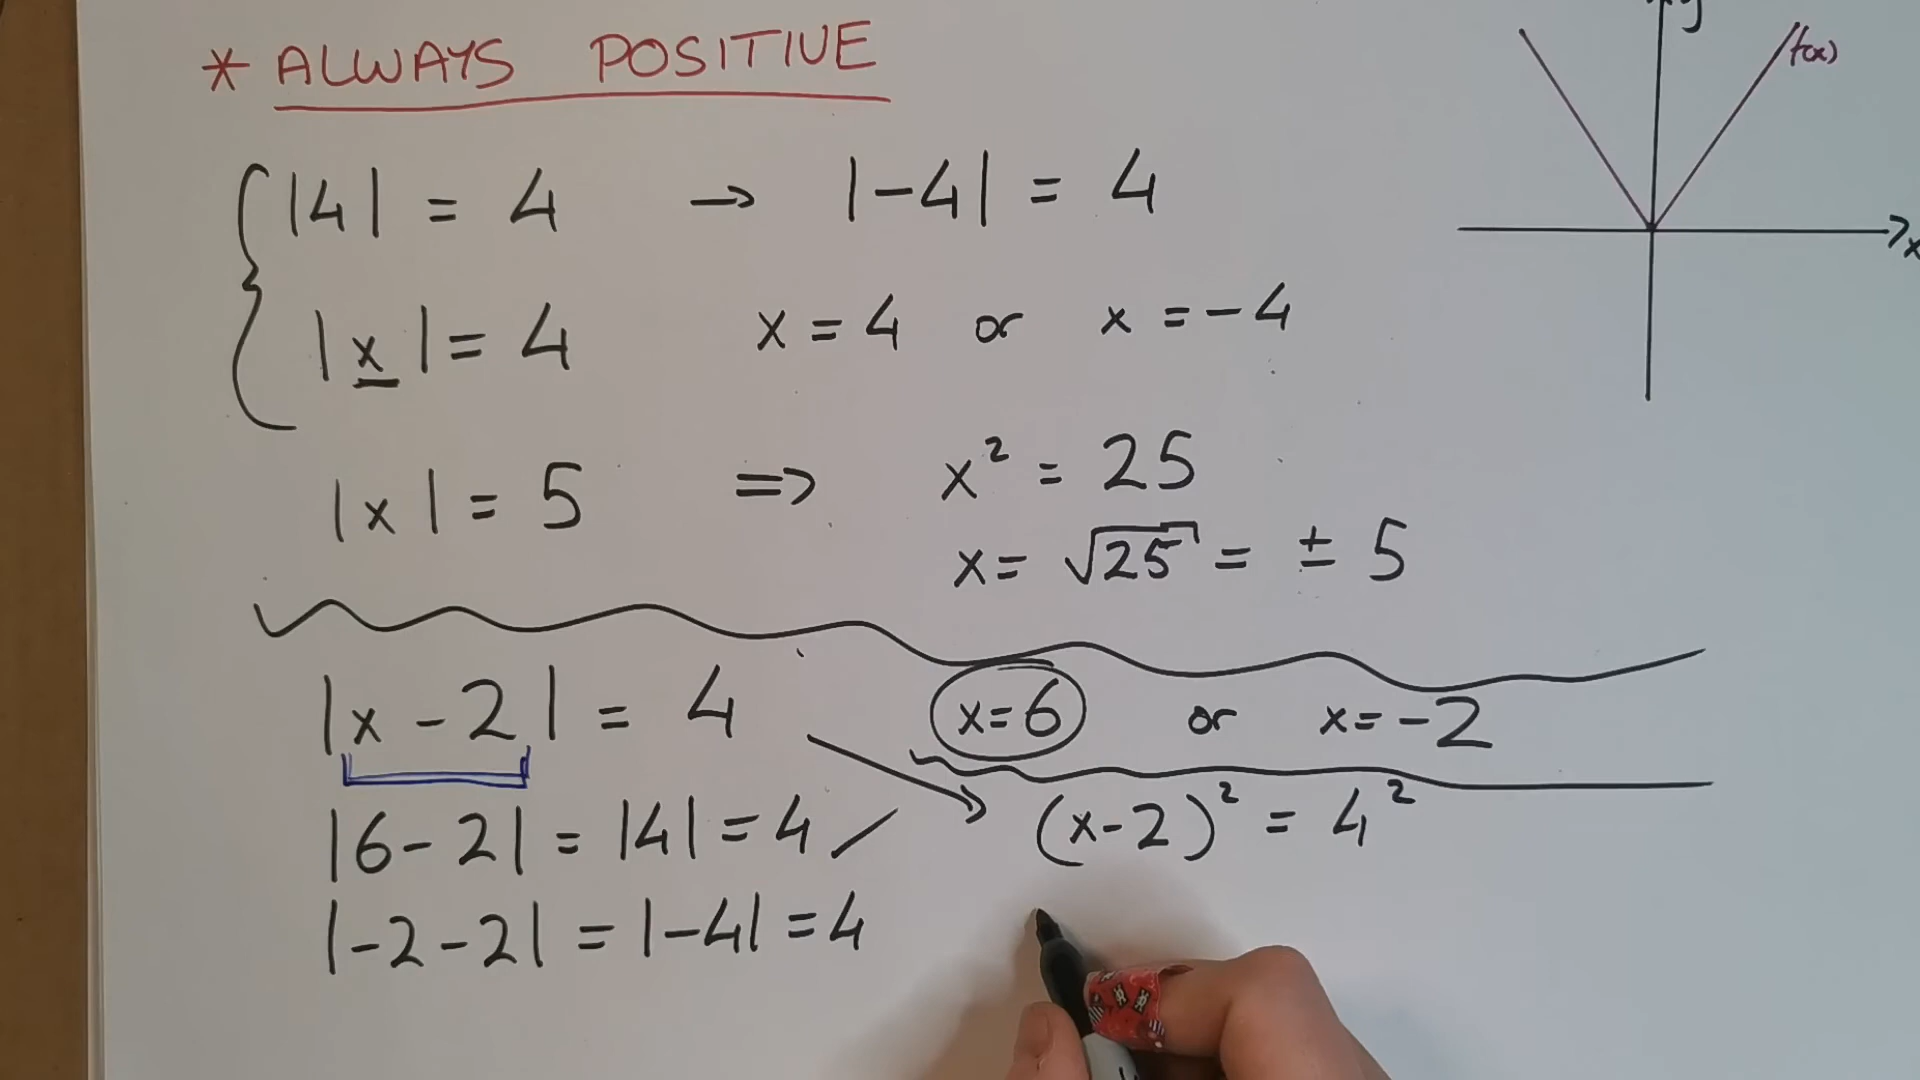 * ALWAYS POSITIVE
y
f(x)
x
|4| = 4 → |-4| = 4
|x| = 4 x = 4 or x = -4
|x| = 5 => x² = 25
x = √25 = ± 5
|x - 2| = 4 x=6 or x = -2
|6 - 2| = |4| = 4 (x-2)² = 4²
|-2-2| = |-4| = 4